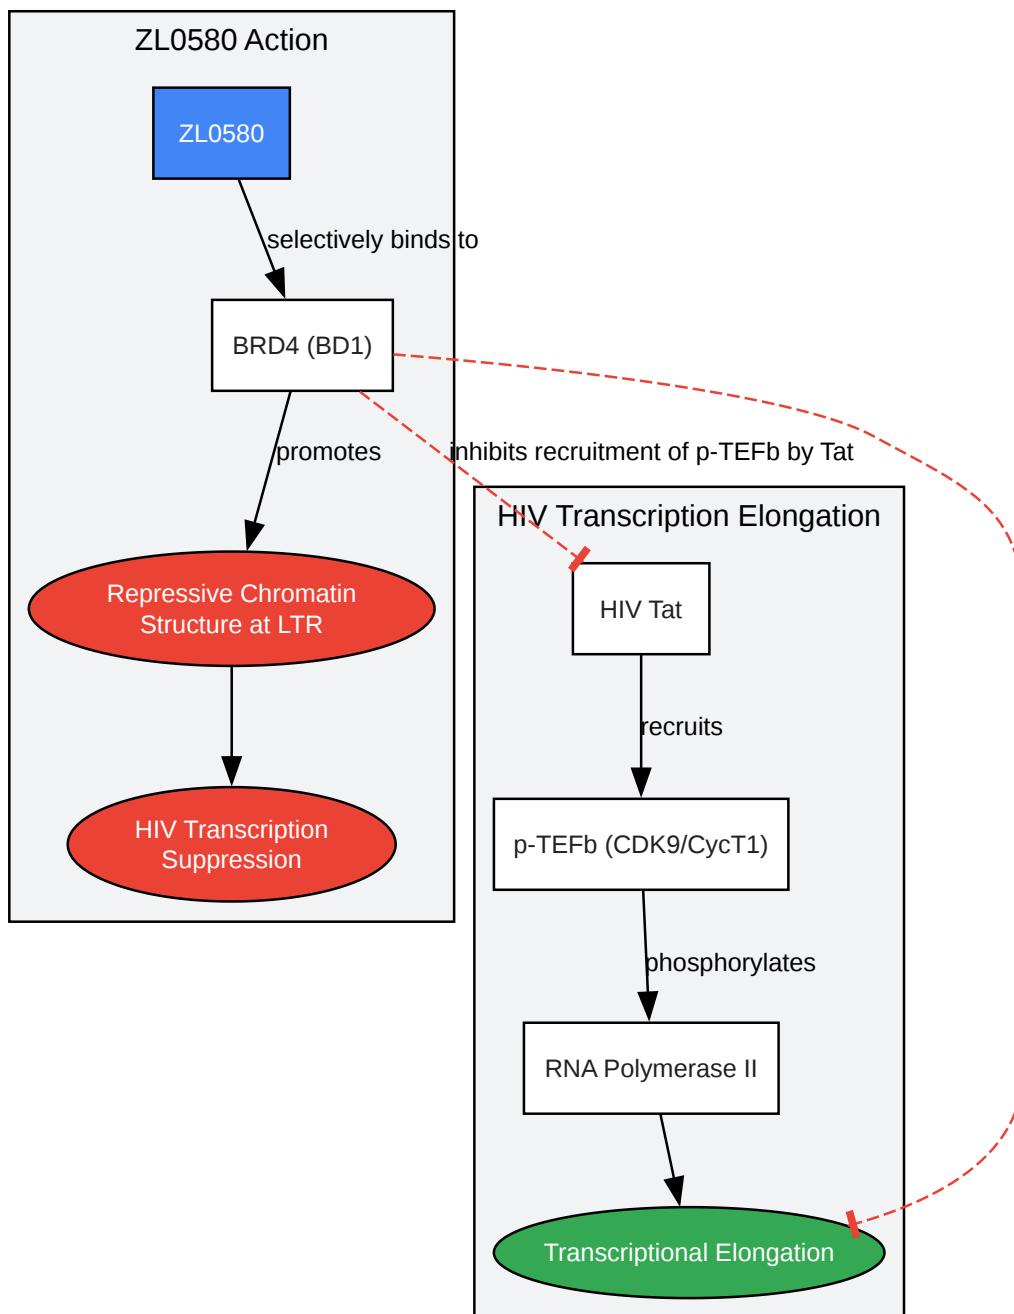 ZL0580 Action
ZL0580
selectively binds to
BRD4 (BD1)
promotes
inhibits recruitment of p-TEFb by Tat
HIV Transcription Elongation
Repressive Chromatin
Structure at LTR
HIV Tat
recruits
HIV Transcription
Suppression
p-TEFb (CDK9/CycT1)
phosphorylates
RNA Polymerase II
Transcriptional Elongation